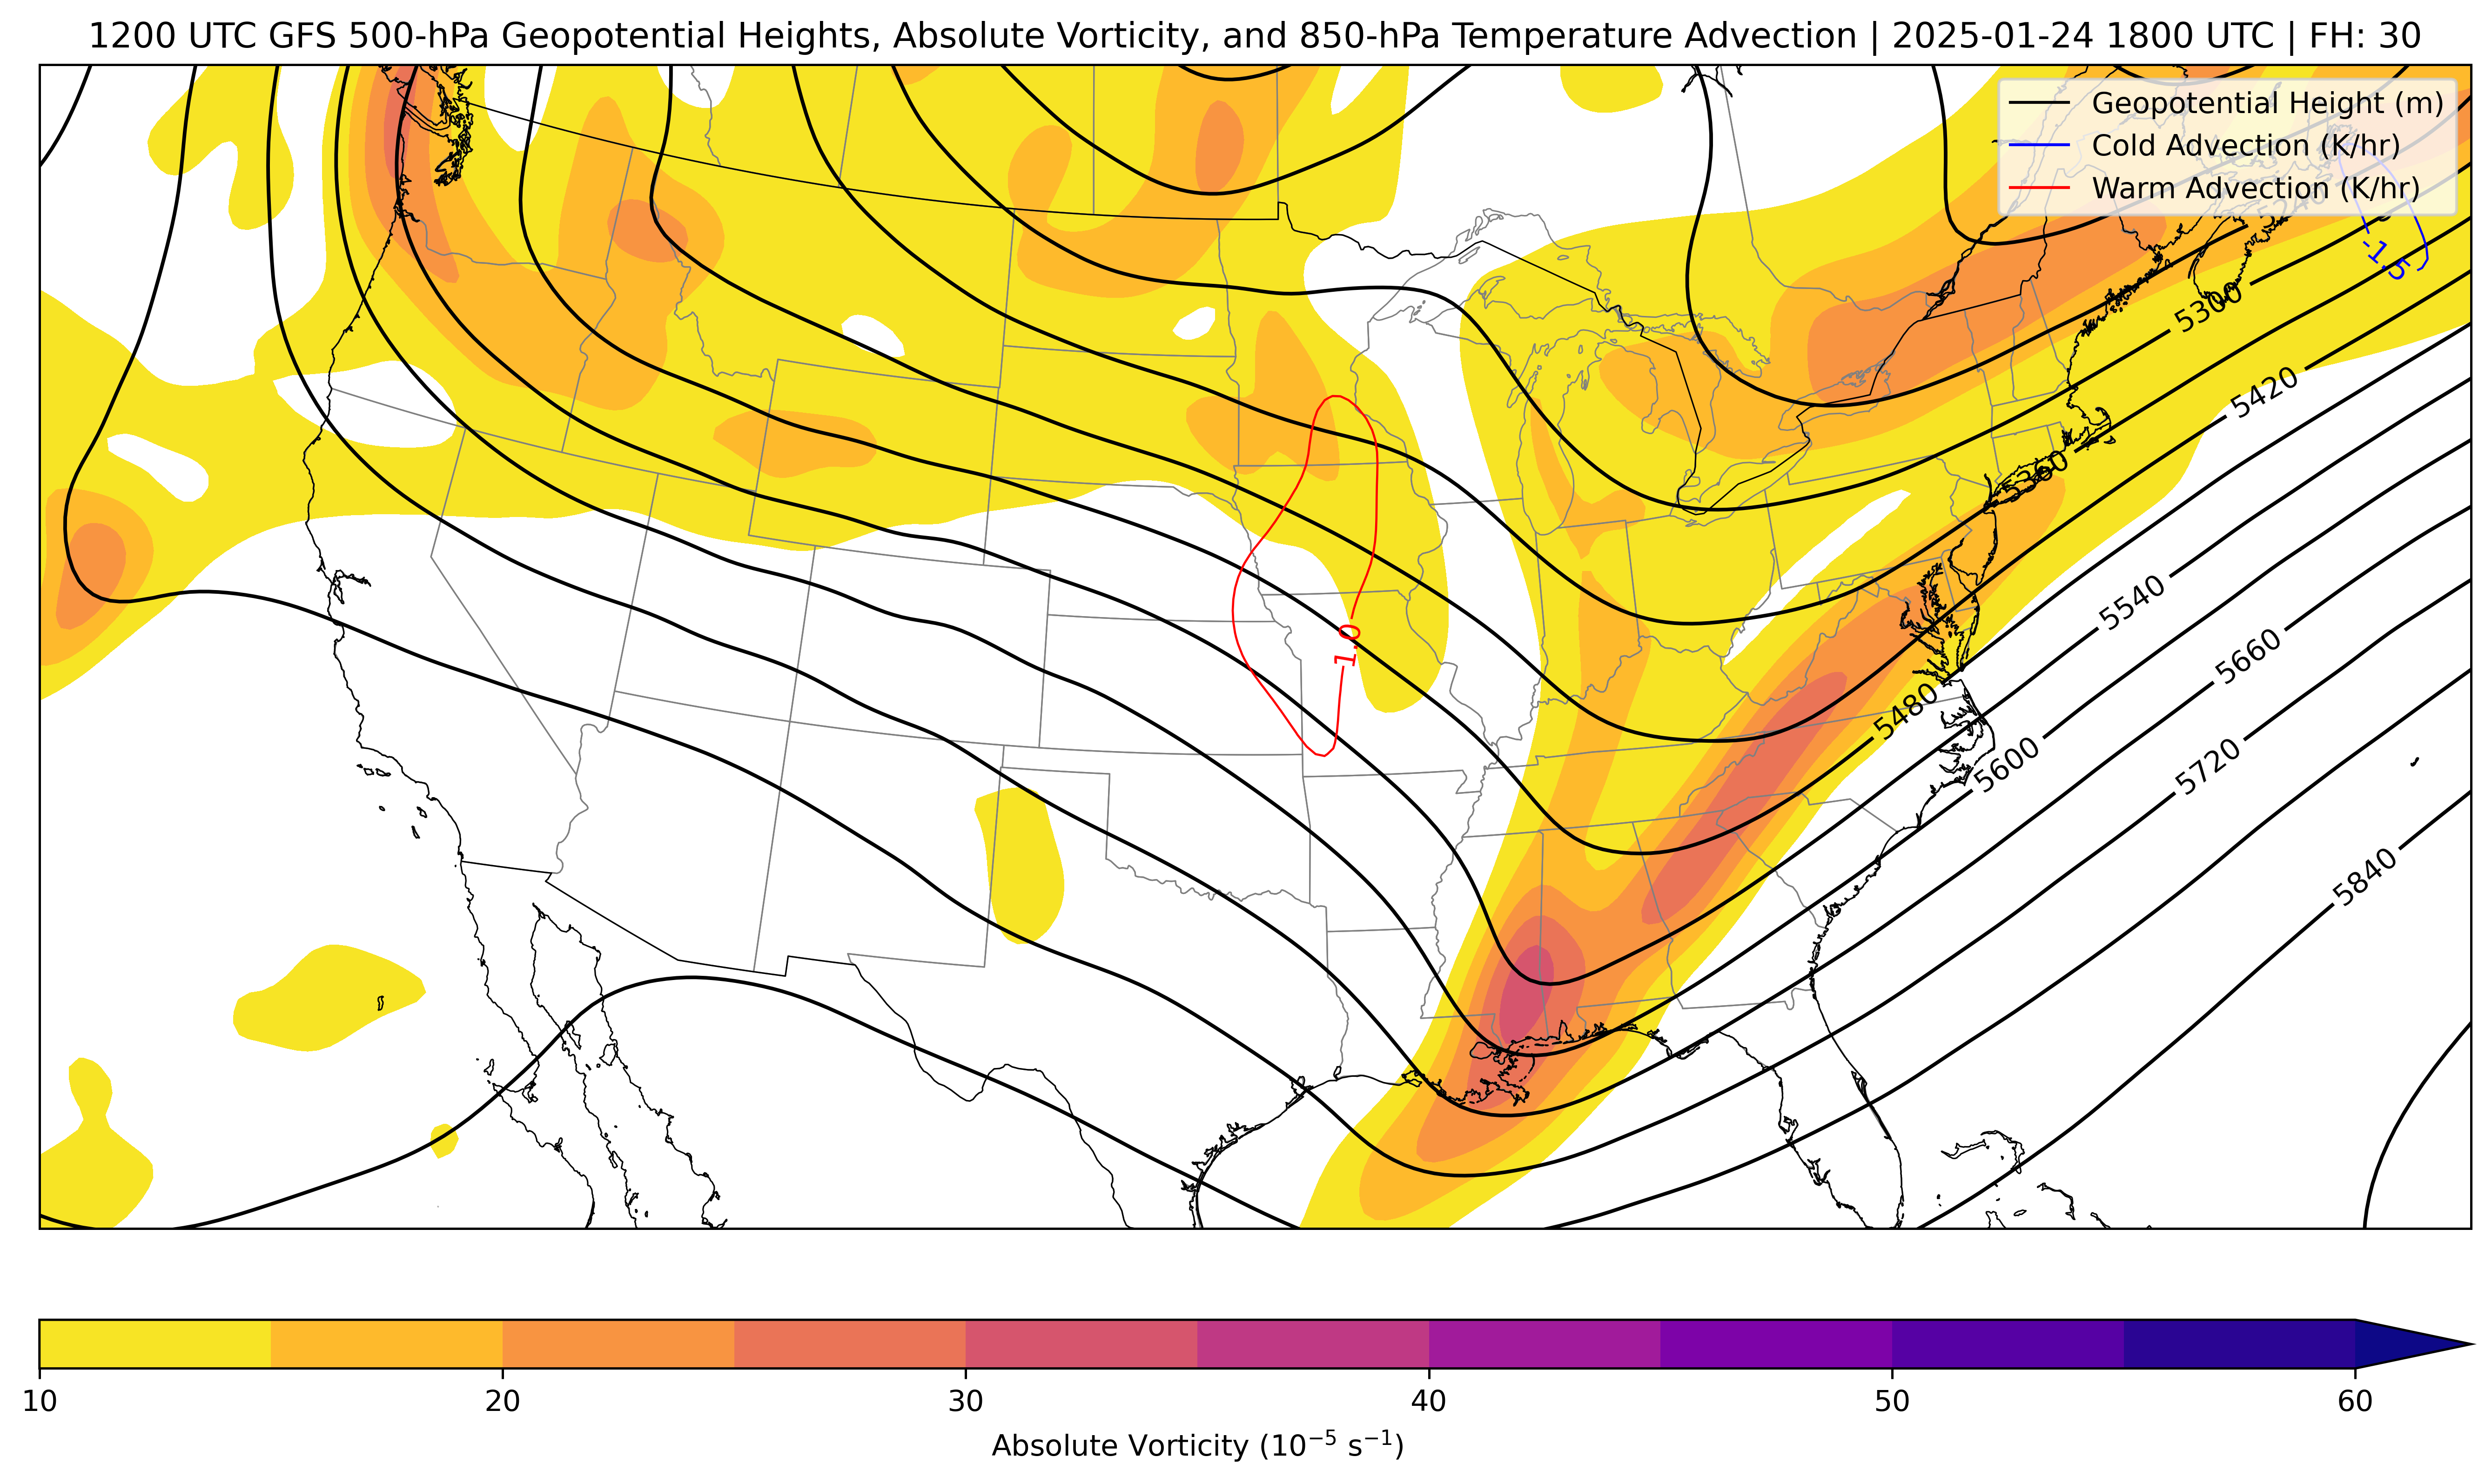 1200 UTC GFS 500-hPa Geopotential Heights, Absolute Vorticity, and 850-hPa Temperature Advection | 2025-01-24 1800 UTC | FH: 30
Geopotential Height (m)
Cold Advection (K/hr)
Warm Advection (K/hr)
5240
-1.5
5300
5420
5360
5540
1.0
5660
5480
5600
5720
5840
10 20 30 40 50 60
Absolute Vorticity (10⁻⁵ s⁻¹)